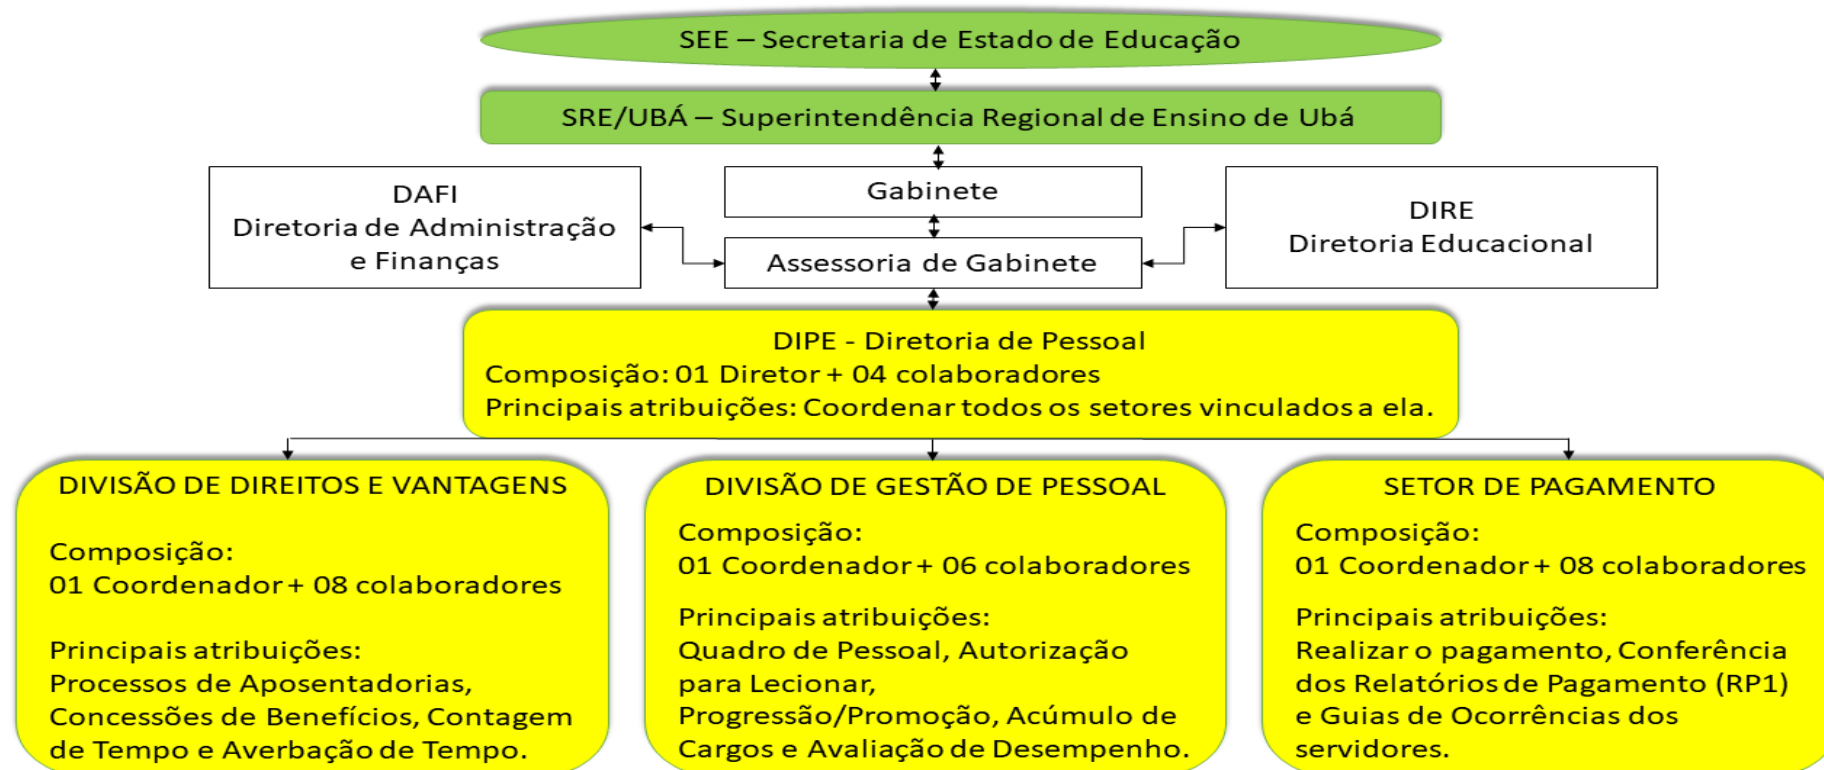 SEE – Secretaria de Estado de Educação
SRE/UBÁ – Superintendência Regional de Ensino de Ubá
DAFI
Diretoria de Administração
e Finanças
Gabinete
Assessoria de Gabinete
DIRE
Diretoria Educacional
DIPE - Diretoria de Pessoal
Composição: 01 Diretor + 04 colaboradores
Principais atribuições: Coordenar todos os setores vinculados a ela.
DIVISÃO DE DIREITOS E VANTAGENS
Composição:
01 Coordenador + 08 colaboradores
Principais atribuições:
Processos de Aposentadorias,
Concessões de Benefícios, Contagem
de Tempo e Averbação de Tempo.
DIVISÃO DE GESTÃO DE PESSOAL
Composição:
01 Coordenador + 06 colaboradores
Principais atribuições:
Quadro de Pessoal, Autorização
para Lecionar,
Progressão/Promoção, Acúmulo de
Cargos e Avaliação de Desempenho.
SETOR DE PAGAMENTO
Composição:
01 Coordenador + 08 colaboradores
Principais atribuições:
Realizar o pagamento, Conferência
dos Relatórios de Pagamento (RP1)
e Guias de Ocorrências dos
servidores.